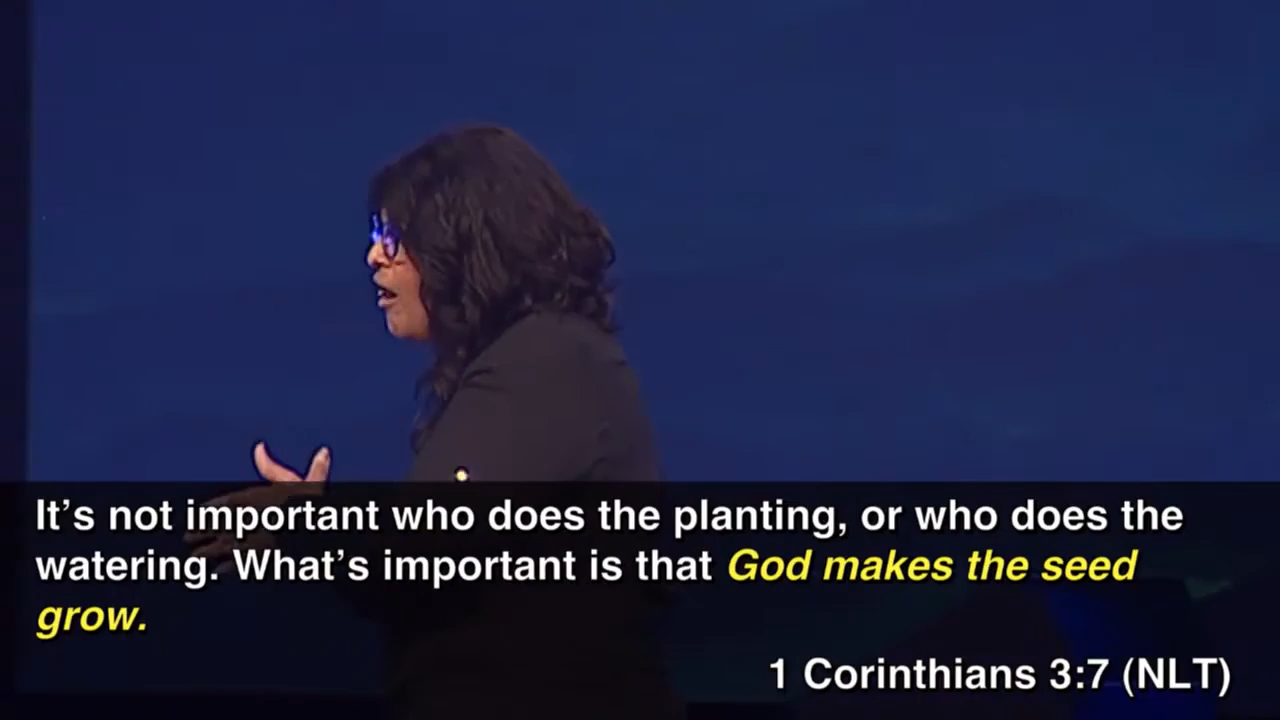 It’s not important who does the planting, or who does the
watering. What’s important is that God makes the seed
grow.
1 Corinthians 3:7 (NLT)